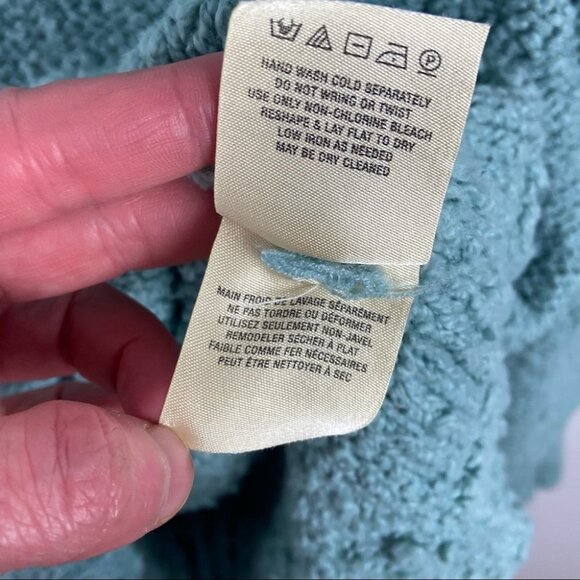 P
HAND WASH COLD SEPARATELY
DO NOT WRING OR TWIST
USE ONLY NON-CHLORINE BLEACH
RESHAPE & LAY FLAT TO DRY
LOW IRON AS NEEDED
MAY BE DRY CLEANED
MAIN FROID DE LAVAGE SÉPARÉMENT
NE PAS TORDRE OU DÉFORMER
UTILISEZ SEULEMENT NON-JAVEL
REMODELER SÉCHER À PLAT
FAIBLE COMME FER NÉCESSAIRES
PEUT ÊTRE NETTOYER À SEC